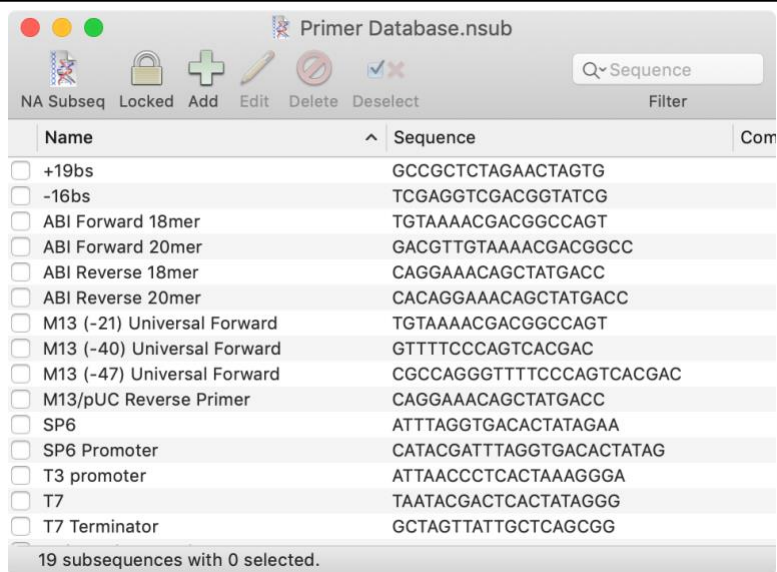 Primer Database.nsub
NA Subseq Locked Add Edit Delete Deselect Sequence Filter
Name Sequence Com
+19bs GCCGCTCTAGAACTAGTG
-16bs TCGAGGTCGACGGTATCG
ABI Forward 18mer TGTAAAACGACGGCCAGT
ABI Forward 20mer GACGTTGTAAAACGACGGCC
ABI Reverse 18mer CAGGAAACAGCTATGACC
ABI Reverse 20mer CACAGGAAACAGCTATGACC
M13 (-21) Universal Forward TGTAAAACGACGGCCAGT
M13 (-40) Universal Forward GTTTTCCCAGTCACGAC
M13 (-47) Universal Forward CGCCAGGGTTTTCCCAGTCACGAC
M13/pUC Reverse Primer CAGGAAACAGCTATGACC
SP6 ATTTAGGTGACACTATAGAA
SP6 Promoter CATACGATTTAGGTGACACTATAG
T3 promoter ATTAACCCTCACTAAAGGGA
T7 TAATACGACTCACTATAGGG
T7 Terminator GCTAGTTATTGCTCAGCGG
19 subsequences with 0 selected.